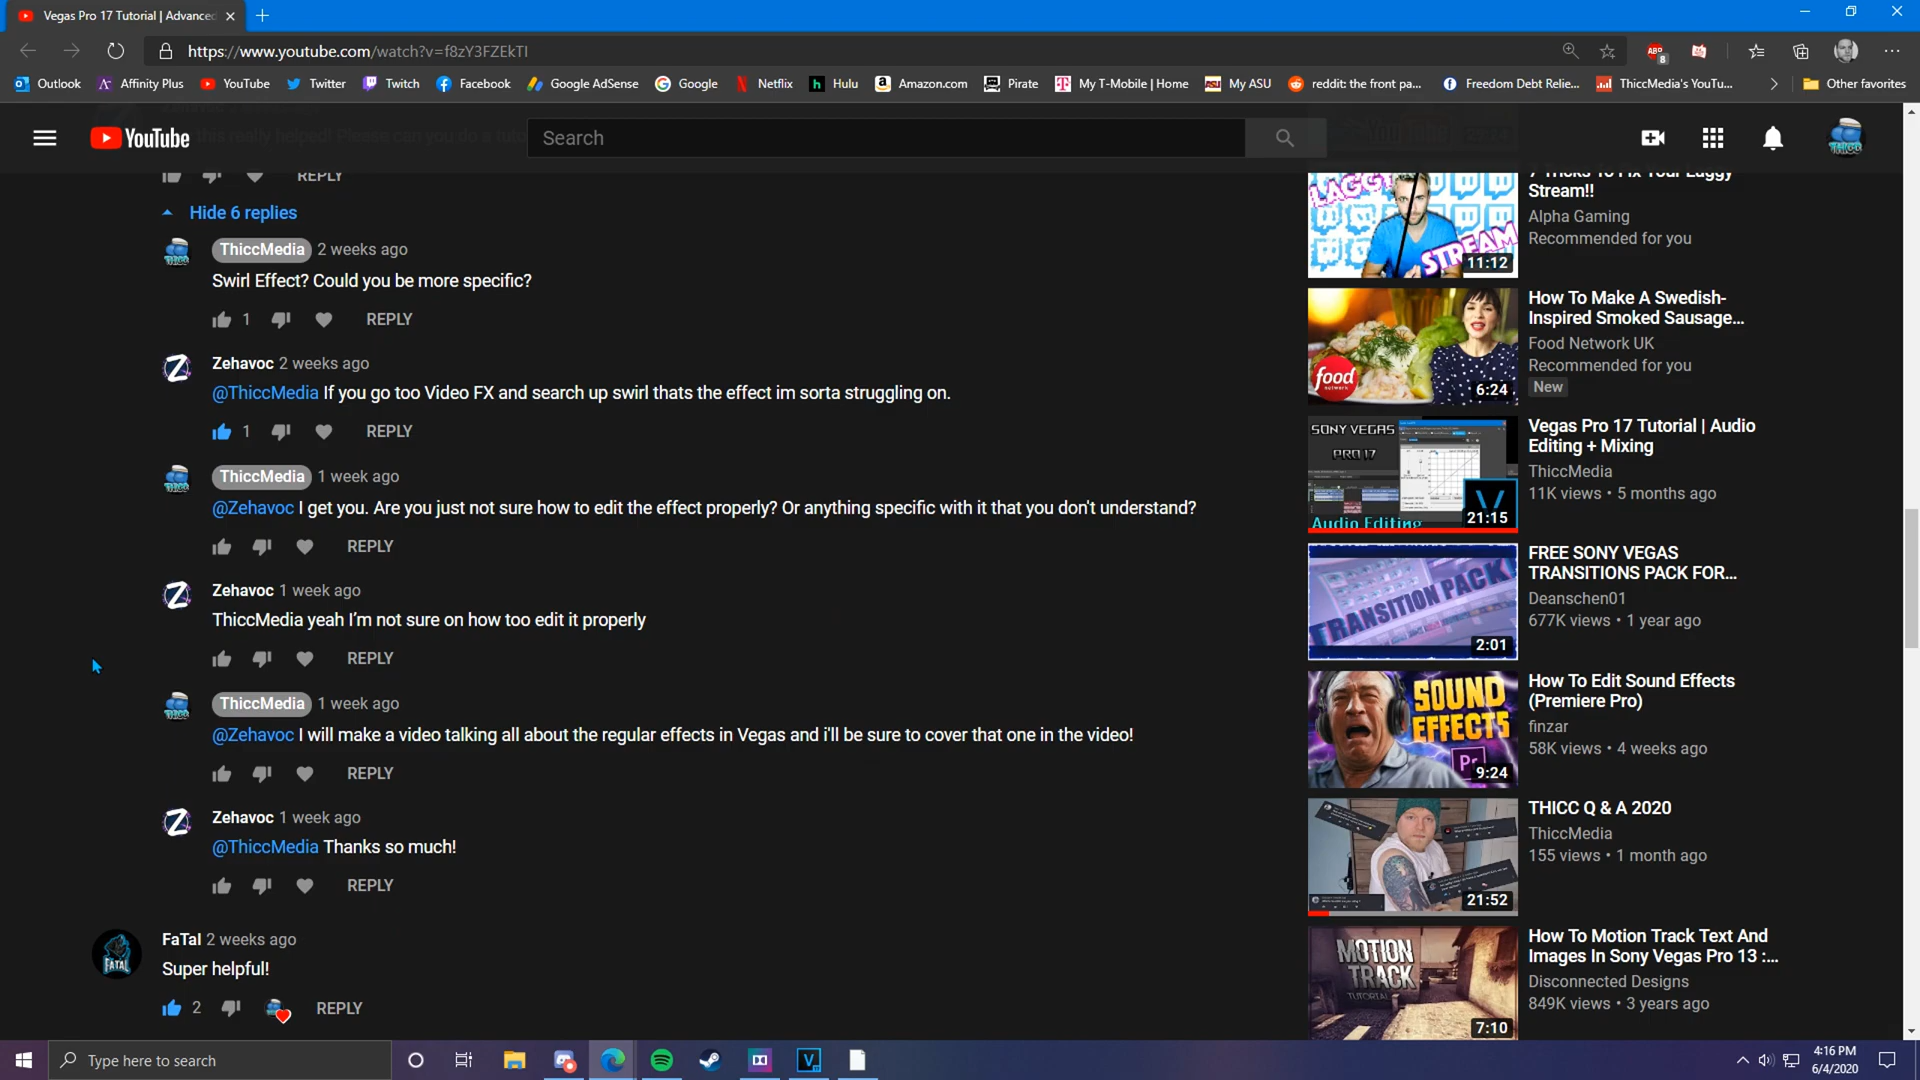 Vegas Pro 17 Tutorial | Advanced
https://www.youtube.com/watch?v=f8zY3FZEkTI
Outlook
Affinity Plus
YouTube
Twitter
Twitch
Facebook
Google AdSense
Google
Netflix
Hulu
Amazon.com
Pirate
My T-Mobile | Home
My ASU
reddit: the front pa...
Freedom Debt Relie...
ThiccMedia's YouTu...
Other favorites
YouTube
Search
REPLY
Hide 6 replies
ThiccMedia 2 weeks ago
Swirl Effect? Could you be more specific?
1 REPLY
Zehavoc 2 weeks ago
@ThiccMedia If you go too Video FX and search up swirl thats the effect im sorta struggling on.
1 REPLY
ThiccMedia 1 week ago
@Zehavoc I get you. Are you just not sure how to edit the effect properly? Or anything specific with it that you don't understand?
REPLY
Zehavoc 1 week ago
ThiccMedia yeah I’m not sure on how too edit it properly
REPLY
ThiccMedia 1 week ago
@Zehavoc I will make a video talking all about the regular effects in Vegas and i'll be sure to cover that one in the video!
REPLY
Zehavoc 1 week ago
@ThiccMedia Thanks so much!
REPLY
FATAL
FaTal 2 weeks ago
Super helpful!
2 REPLY
7 Tricks To Fix Your Laggy
Stream!!
Alpha Gaming
Recommended for you
LAGGY
STREAM
11:12
How To Make A Swedish-
Inspired Smoked Sausage...
Food Network UK
Recommended for you
New
food
network
6:24
Vegas Pro 17 Tutorial | Audio
Editing + Mixing
ThiccMedia
11K views • 5 months ago
SONY VEGAS
PRO 17
Audio Editing
21:15
FREE SONY VEGAS
TRANSITIONS PACK FOR...
Deanschen01
677K views • 1 year ago
TRANSITION PACK
2:01
How To Edit Sound Effects
(Premiere Pro)
finzar
58K views • 4 weeks ago
SOUND
EFFECTS
Pr
9:24
THICC Q & A 2020
ThiccMedia
155 views • 1 month ago
21:52
How To Motion Track Text And
Images In Sony Vegas Pro 13 :...
Disconnected Designs
849K views • 3 years ago
MOTION
TRACK
TUTORIAL
7:10
Type here to search
4:16 PM
6/4/2020